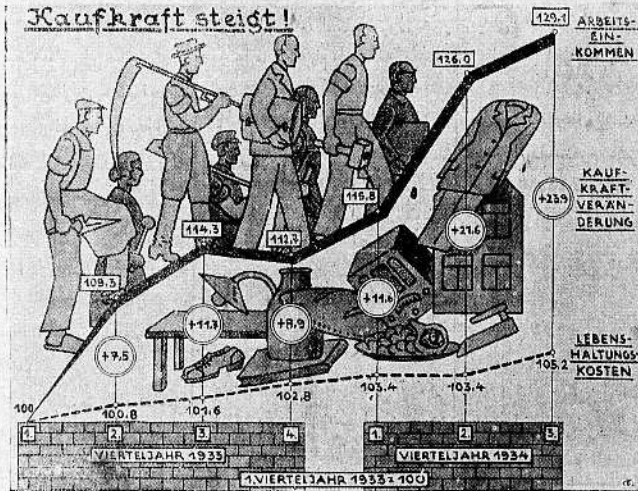 Kaufkraft steigt!
129.1
ARBEITS-
EIN-
KOMMEN
126.0
115.8
KAUF-
KRAFT-
VERÄN-
DERUNG
+23.9
+21.6
114.3
112.7
109.3
+11.6
+11.7
+8.9
+7.5
LEBENS-
HALTUNGS-
KOSTEN
105.2
103.4
103.4
102.8
101.6
100.8
100
1. 2. 3. 4. 1. 2. 3.
VIERTELJAHR 1933
VIERTELJAHR 1934
1. VIERTELJAHR 1933 = 100